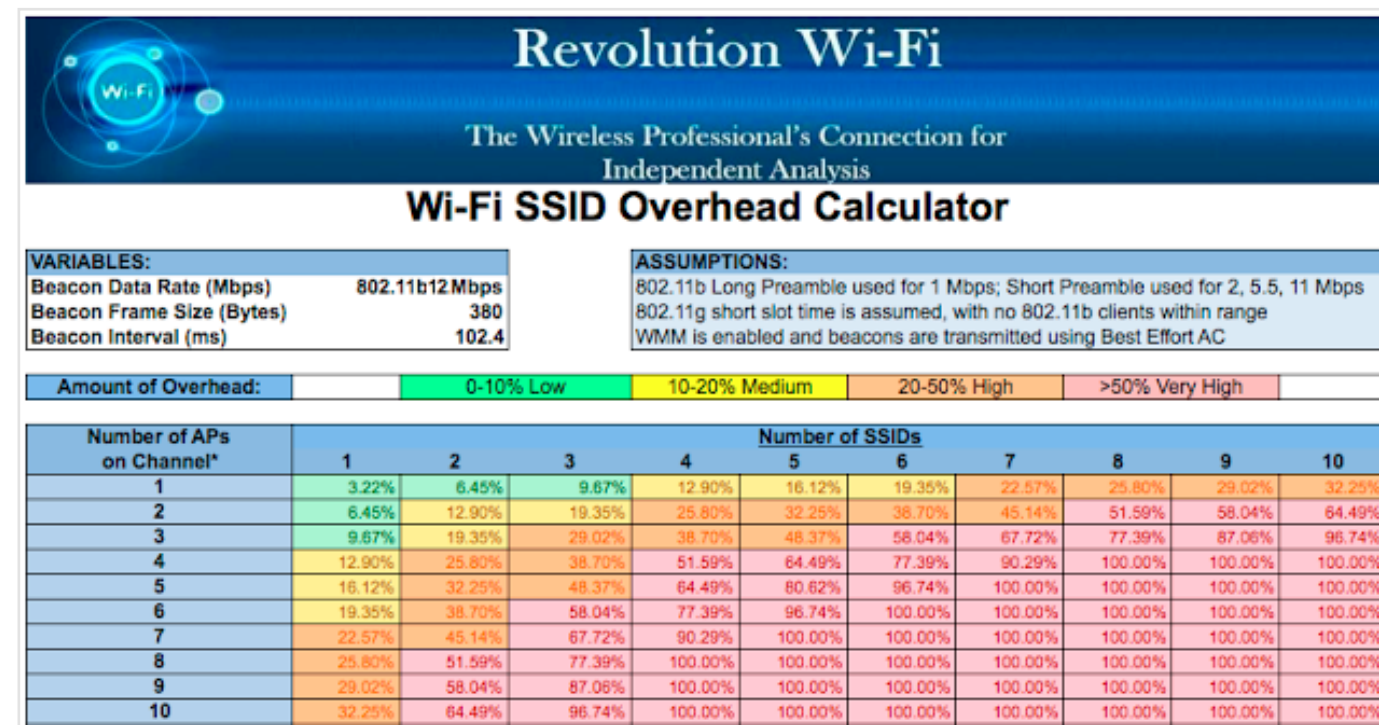 Wi-Fi
Revolution Wi-Fi
The Wireless Professional's Connection for
Independent Analysis
Wi-Fi SSID Overhead Calculator
VARIABLES:
Beacon Data Rate (Mbps) 802.11b12 Mbps
Beacon Frame Size (Bytes) 380
Beacon Interval (ms) 102.4
ASSUMPTIONS:
802.11b Long Preamble used for 1 Mbps; Short Preamble used for 2, 5.5, 11 Mbps
802.11g short slot time is assumed, with no 802.11b clients within range
WMM is enabled and beacons are transmitted using Best Effort AC
Amount of Overhead: 0-10% Low 10-20% Medium 20-50% High >50% Very High
Number of APs Number of SSIDs
on Channel* 1 2 3 4 5 6 7 8 9 10
1 3.22% 6.45% 9.67% 12.90% 16.12% 19.35% 22.57% 25.80% 29.02% 32.25%
2 6.45% 12.90% 19.35% 25.80% 32.25% 38.70% 45.14% 51.59% 58.04% 64.49%
3 9.67% 19.35% 29.02% 38.70% 48.37% 58.04% 67.72% 77.39% 87.06% 96.74%
4 12.90% 25.80% 38.70% 51.59% 64.49% 77.39% 90.29% 100.00% 100.00% 100.00%
5 16.12% 32.25% 48.37% 64.49% 80.62% 96.74% 100.00% 100.00% 100.00% 100.00%
6 19.35% 38.70% 58.04% 77.39% 96.74% 100.00% 100.00% 100.00% 100.00% 100.00%
7 22.57% 45.14% 67.72% 90.29% 100.00% 100.00% 100.00% 100.00% 100.00% 100.00%
8 25.80% 51.59% 77.39% 100.00% 100.00% 100.00% 100.00% 100.00% 100.00% 100.00%
9 29.02% 58.04% 87.06% 100.00% 100.00% 100.00% 100.00% 100.00% 100.00% 100.00%
10 32.25% 64.49% 96.74% 100.00% 100.00% 100.00% 100.00% 100.00% 100.00% 100.00%